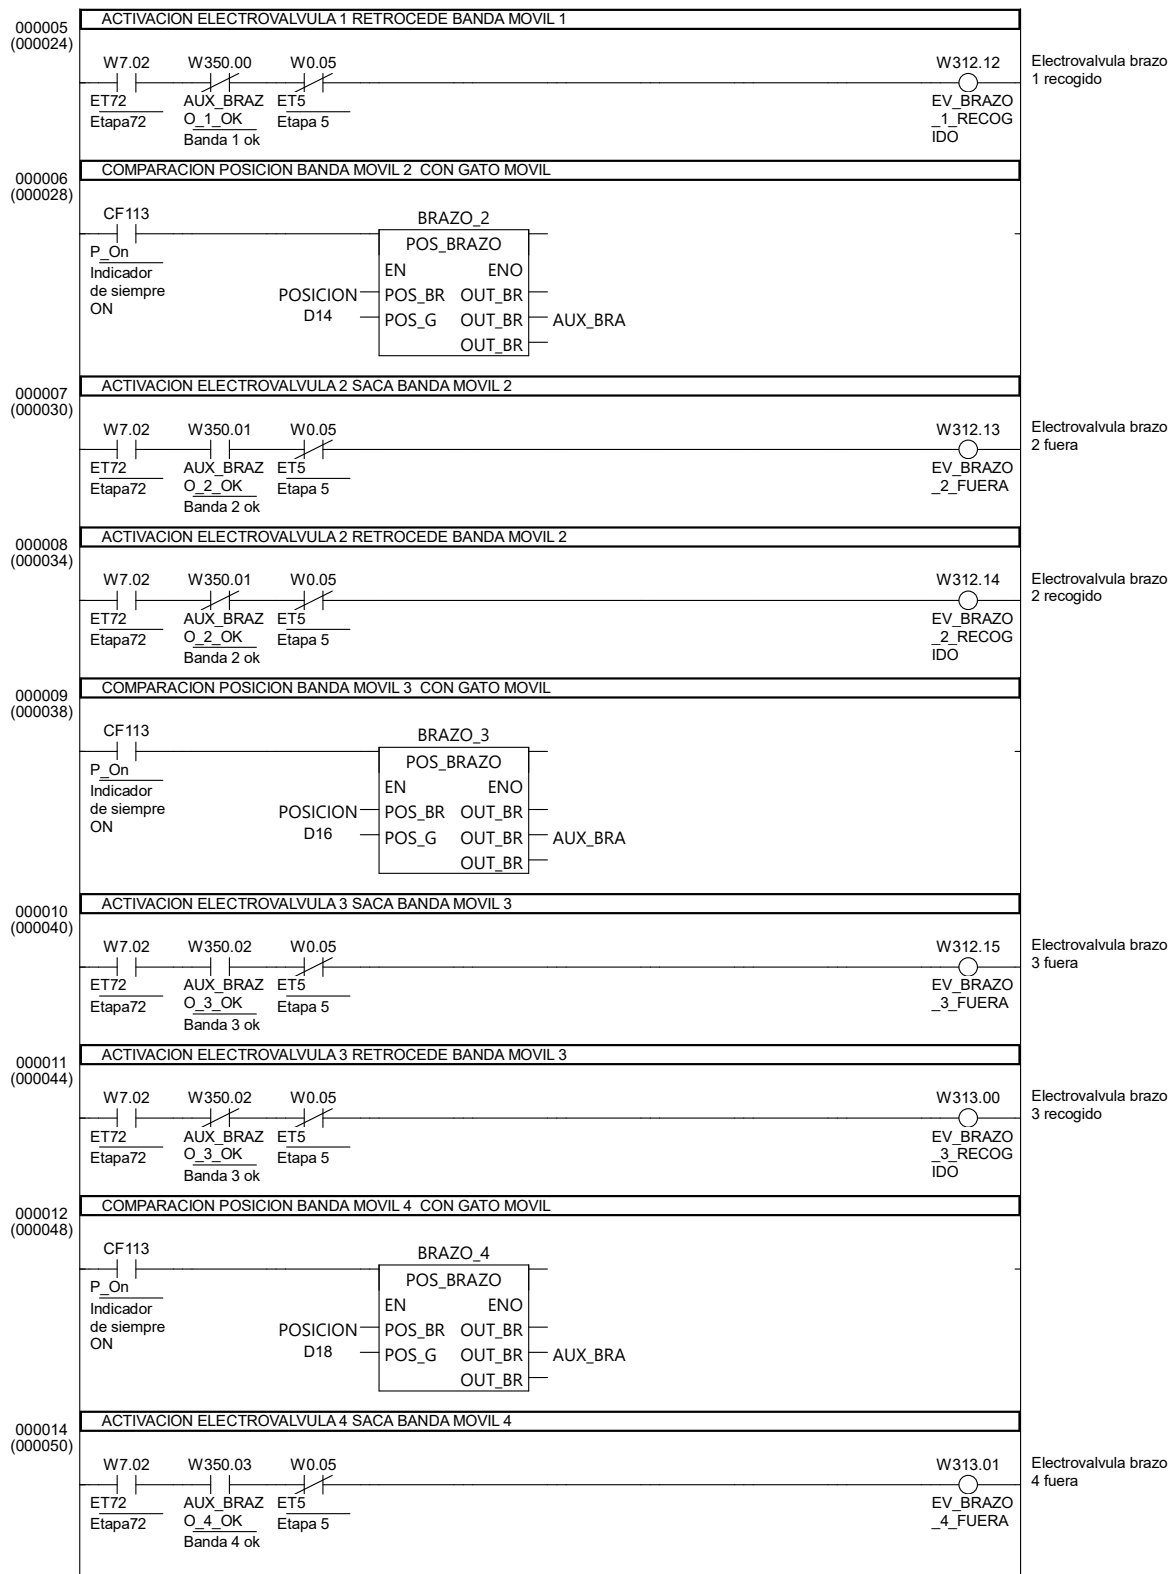 000005
(000024)
ACTIVACION ELECTROVALVULA 1 RETROCEDE BANDA MOVIL 1
W7.02 W350.00 W0.05 W312.12
ET72 AUX_BRAZ ET5 EV_BRAZO
Etapa72 O_1_OK Etapa 5 _1_RECOG
Banda 1 ok IDO
Electrovalvula brazo
1 recogido
000006
(000028)
COMPARACION POSICION BANDA MOVIL 2 CON GATO MOVIL
CF113 BRAZO_2
P_On POS_BRAZO
Indicador EN ENO
de siempre POSICION POS_BR OUT_BR
ON D14 POS_G OUT_BR AUX_BRA
OUT_BR
000007
(000030)
ACTIVACION ELECTROVALVULA 2 SACA BANDA MOVIL 2
W7.02 W350.01 W0.05 W312.13
ET72 AUX_BRAZ ET5 EV_BRAZO
Etapa72 O_2_OK Etapa 5 _2_FUERA
Banda 2 ok
Electrovalvula brazo
2 fuera
000008
(000034)
ACTIVACION ELECTROVALVULA 2 RETROCEDE BANDA MOVIL 2
W7.02 W350.01 W0.05 W312.14
ET72 AUX_BRAZ ET5 EV_BRAZO
Etapa72 O_2_OK Etapa 5 _2_RECOG
Banda 2 ok IDO
Electrovalvula brazo
2 recogido
000009
(000038)
COMPARACION POSICION BANDA MOVIL 3 CON GATO MOVIL
CF113 BRAZO_3
P_On POS_BRAZO
Indicador EN ENO
de siempre POSICION POS_BR OUT_BR
ON D16 POS_G OUT_BR AUX_BRA
OUT_BR
000010
(000040)
ACTIVACION ELECTROVALVULA 3 SACA BANDA MOVIL 3
W7.02 W350.02 W0.05 W312.15
ET72 AUX_BRAZ ET5 EV_BRAZO
Etapa72 O_3_OK Etapa 5 _3_FUERA
Banda 3 ok
Electrovalvula brazo
3 fuera
000011
(000044)
ACTIVACION ELECTROVALVULA 3 RETROCEDE BANDA MOVIL 3
W7.02 W350.02 W0.05 W313.00
ET72 AUX_BRAZ ET5 EV_BRAZO
Etapa72 O_3_OK Etapa 5 _3_RECOG
Banda 3 ok IDO
Electrovalvula brazo
3 recogido
000012
(000048)
COMPARACION POSICION BANDA MOVIL 4 CON GATO MOVIL
CF113 BRAZO_4
P_On POS_BRAZO
Indicador EN ENO
de siempre POSICION POS_BR OUT_BR
ON D18 POS_G OUT_BR AUX_BRA
OUT_BR
000014
(000050)
ACTIVACION ELECTROVALVULA 4 SACA BANDA MOVIL 4
W7.02 W350.03 W0.05 W313.01
ET72 AUX_BRAZ ET5 EV_BRAZO
Etapa72 O_4_OK Etapa 5 _4_FUERA
Banda 4 ok
Electrovalvula brazo
4 fuera